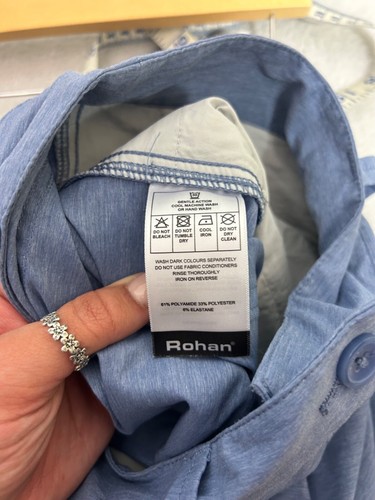 GENTLE ACTION
COOL MACHINE WASH
OR HAND WASH
DO NOT BLEACH
DO NOT TUMBLE DRY
COOL IRON
DO NOT DRY CLEAN
WASH DARK COLOURS SEPARATELY
DO NOT USE FABRIC CONDITIONERS
RINSE THOROUGHLY
IRON ON REVERSE
61% POLYAMIDE 33% POLYESTER
6% ELASTANE
Rohan®